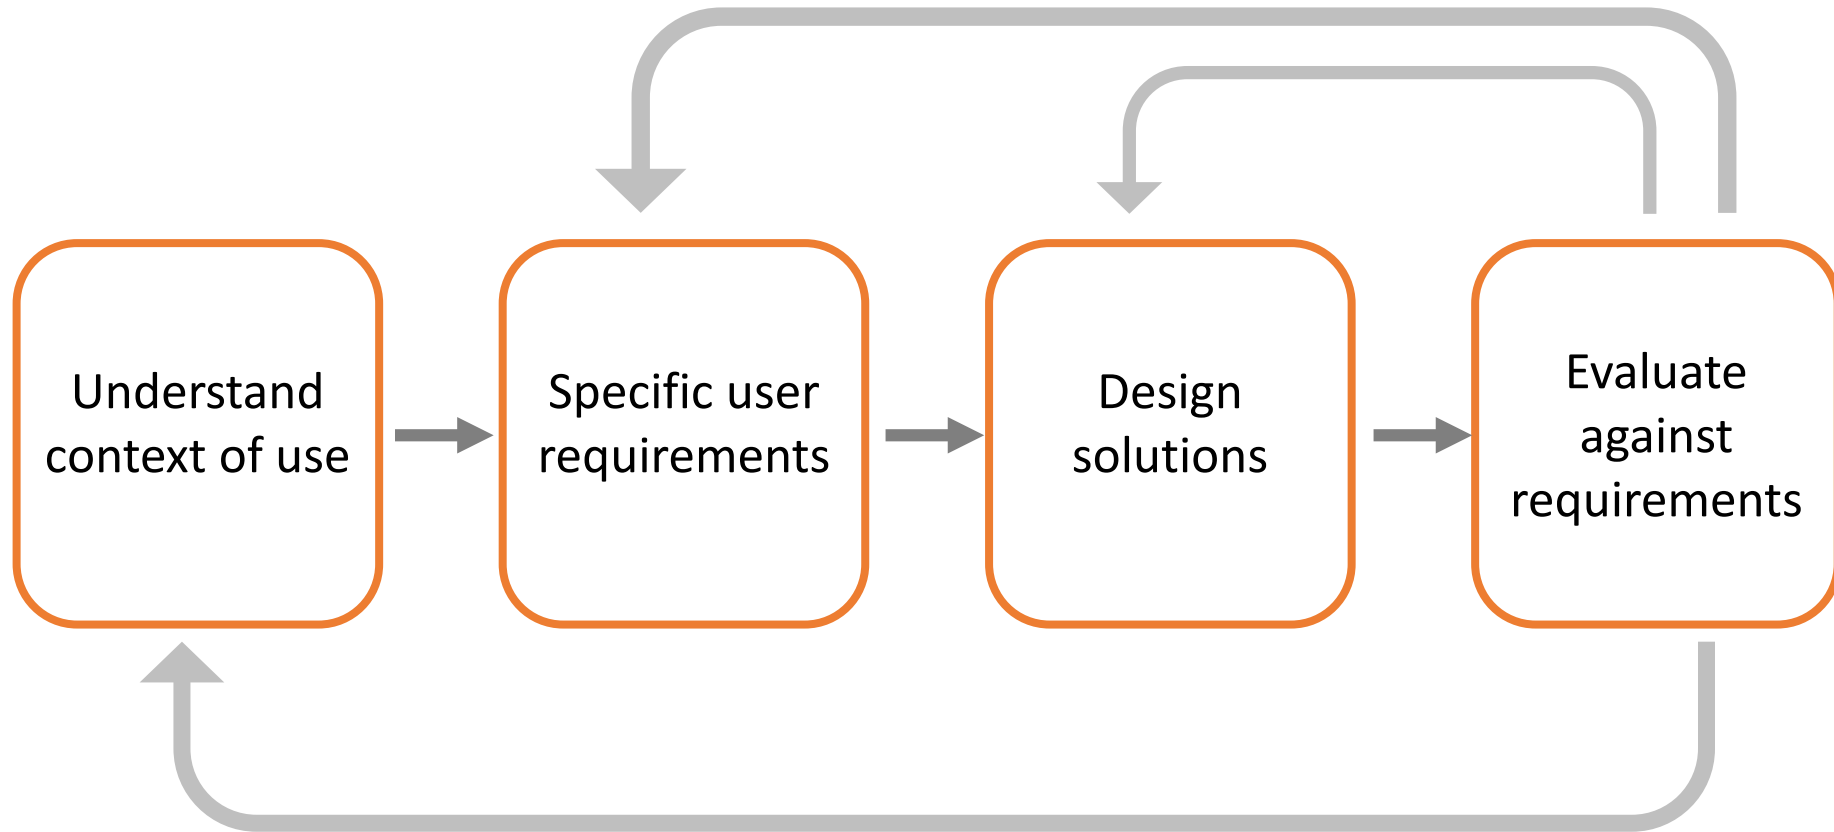 Understand
context of use
Specific user
requirements
Design
solutions
Evaluate
against
requirements